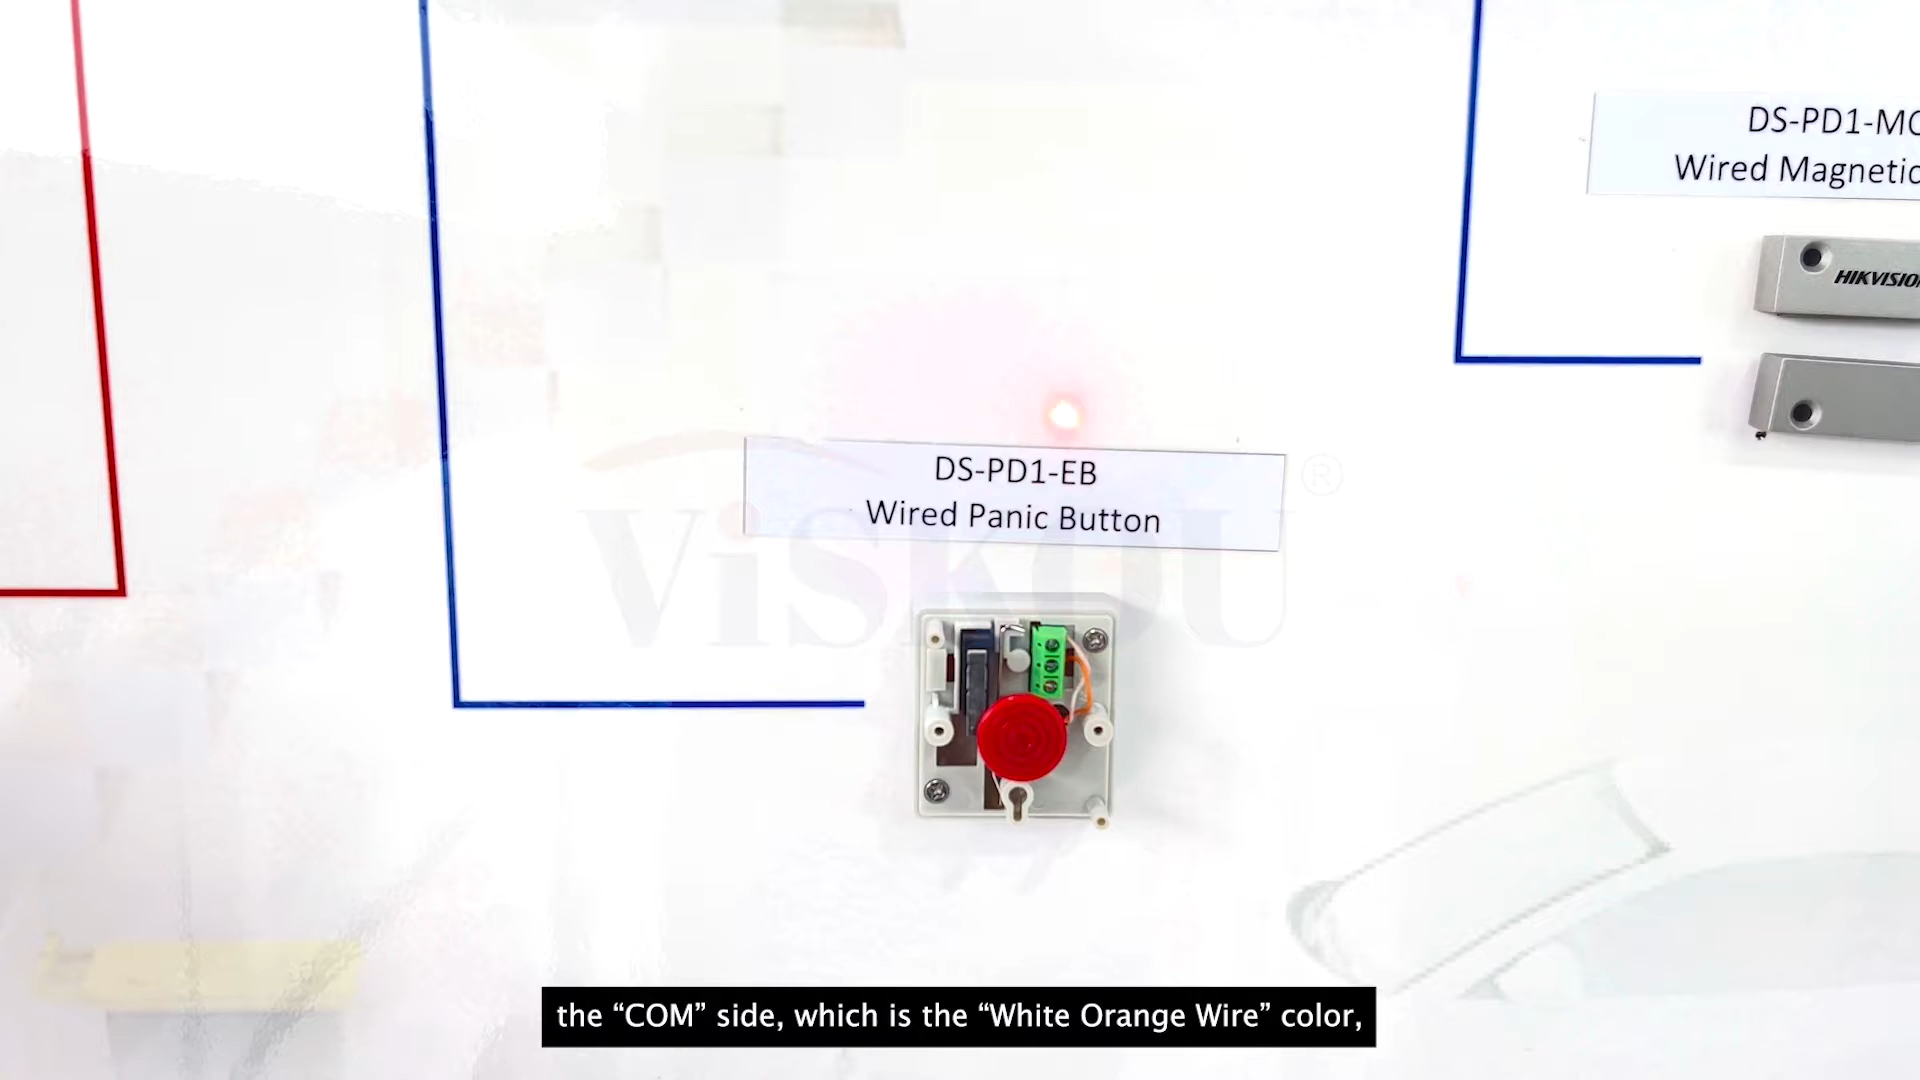 DS-PD1-MC
Wired Magnetic
HIKVISION
DS-PD1-EB
Wired Panic Button
ViSKOU®
the “COM” side, which is the “White Orange Wire” color,